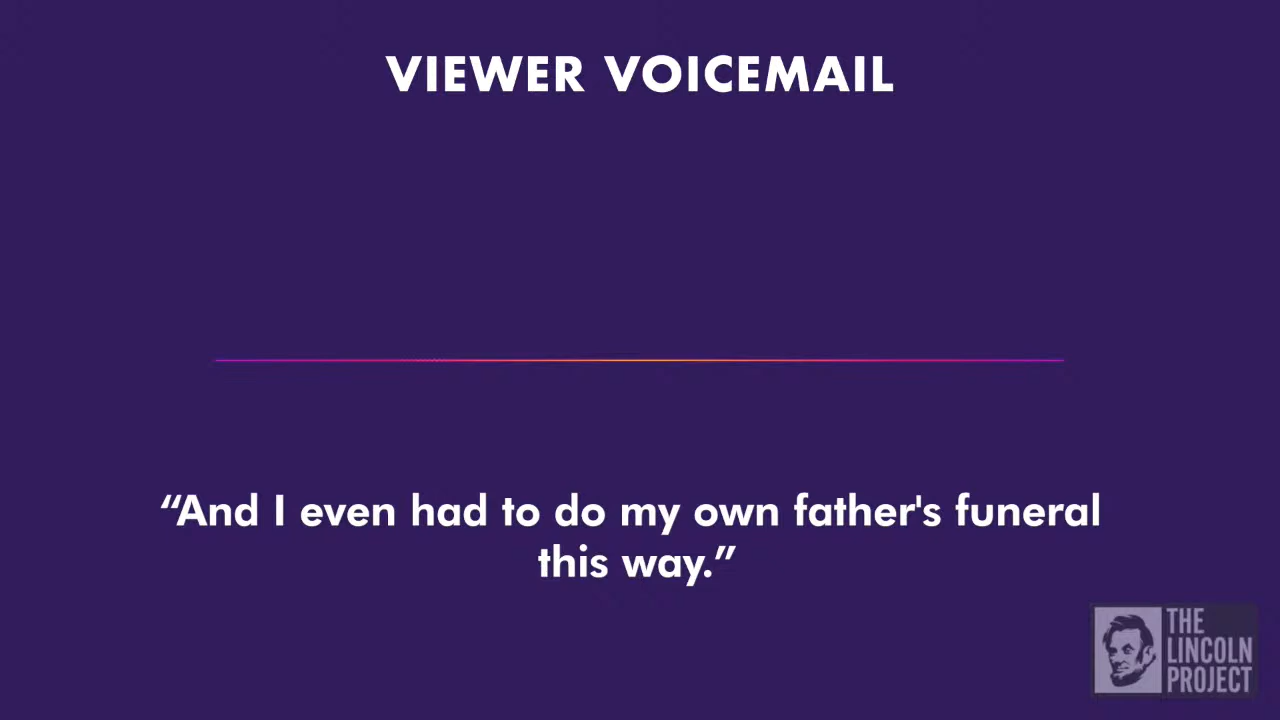 VIEWER VOICEMAIL
“And I even had to do my own father's funeral
this way.”
THE
LINCOLN
PROJECT